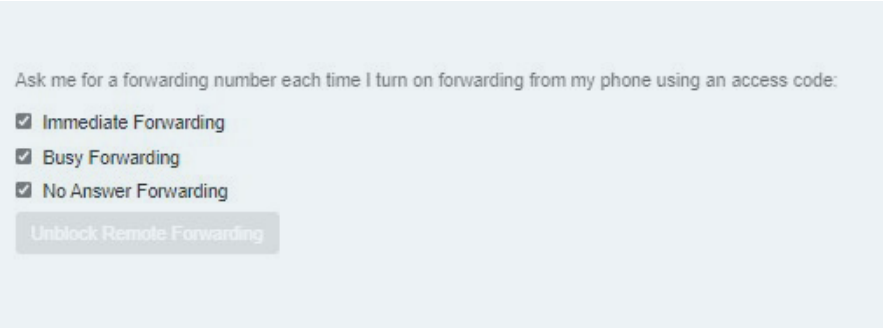 Ask me for a forwarding number each time I turn on forwarding from my phone using an access code:
Immediate Forwarding
Busy Forwarding
No Answer Forwarding
Unblock Remote Forwarding